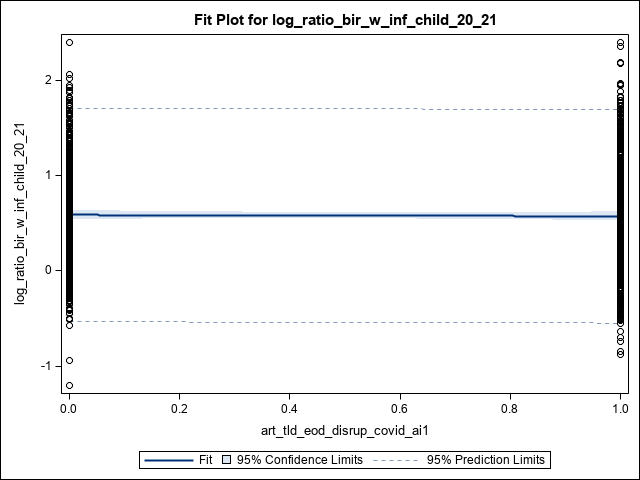 Fit Plot for log_ratio_bir_w_inf_child_20_21
log_ratio_bir_w_inf_child_20_21
2
1
0
-1
0.0 0.2 0.4 0.6 0.8 1.0
art_tld_eod_disrup_covid_ai1
Fit 95% Confidence Limits 95% Prediction Limits